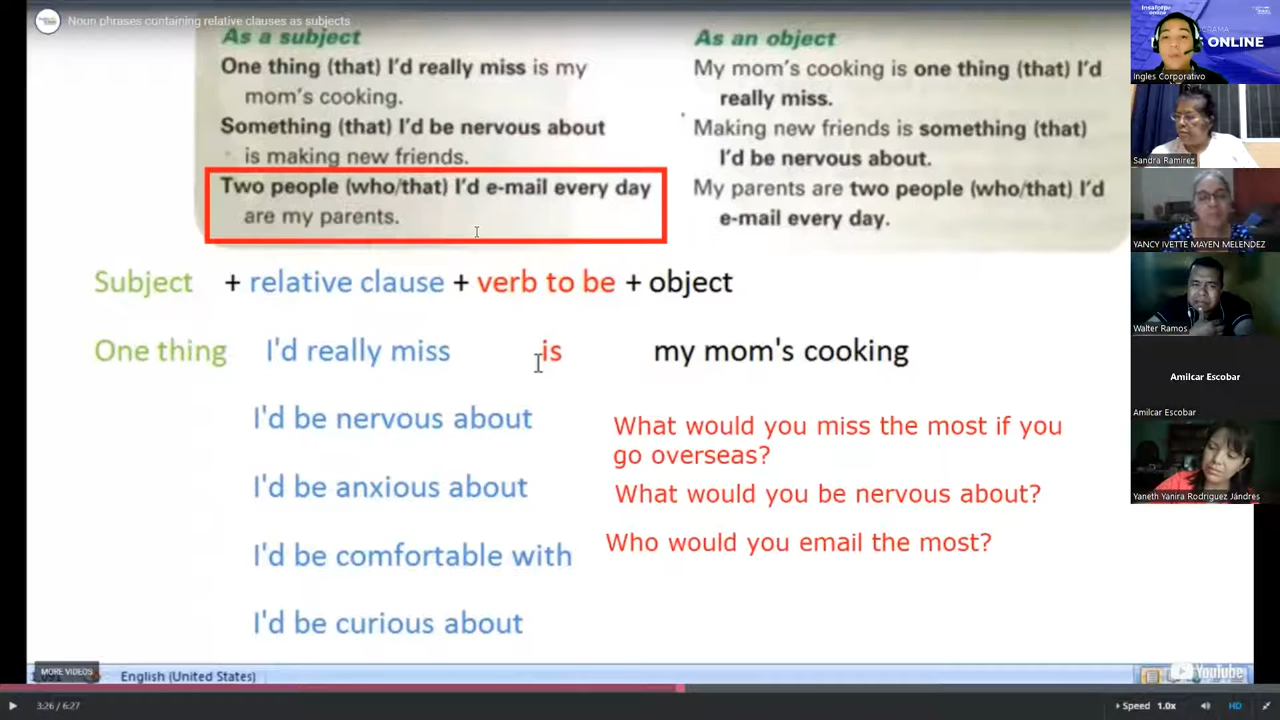 Noun phrases containing relative clauses as subjects
As a subject
One thing (that) I'd really miss is my
mom's cooking.
Something (that) I'd be nervous about
is making new friends.
Two people (who/that) I'd e-mail every day
are my parents.
As an object
My mom's cooking is one thing (that) I'd
really miss.
Making new friends is something (that)
I'd be nervous about.
My parents are two people (who/that) I'd
e-mail every day.
Subject + relative clause + verb to be + object
One thing I'd really miss is my mom's cooking
I'd be nervous about
I'd be anxious about
I'd be comfortable with
I'd be curious about
What would you miss the most if you
go overseas?
What would you be nervous about?
Who would you email the most?
MORE VIDEOS
English (United States)
YouTube
3:26 / 6:27
Speed 1.0x
HD
ONLINE
Ingles Corporativo
Sandra Ramirez
YANCY IVETTE MAYEN MELENDEZ
Walter Ramos
Amilcar Escobar
Amilcar Escobar
Yaneth Yanira Rodriguez Jándres